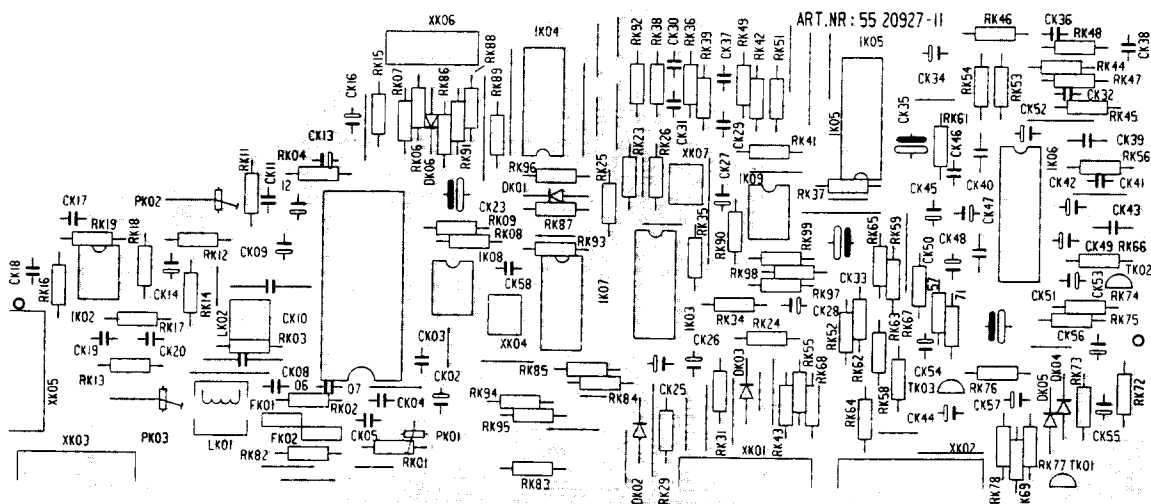 XK06
ART.NR: 55 20927-11
IK04
RK88
RK15
RK07
RK86
RK89
CK16
RK92
RK38
CK30
RK36
RK39
CK37
RK49
RK42
RK51
IK05
RK46
CK36
RK48
CK38
CK34
RK54
RK53
RK44
RK47
CK32
CK52
RK45
CK35
RK61
CK46
CK39
RK56
CK13
RK04
RK11
CK11
12
RK06
DK06
RK91
RK96
DK01
RK87
RK25
RK23
RK26
CK31
XK07
CK29
CK27
RK41
IK05
IK09
RK37
CK45
CK40
IK06
CK42
CK41
CK47
CK43
PK02
CK17
RK19
RK18
RK12
CK09
CK23
RK09
RK08
RK93
RK35
RK90
RK99
RK65
RK59
CK50
CK48
CK49
RK66
TK02
CK18
RK16
CK14
RK14
LK02
CK10
IK08
CK58
IK07
RK98
RK97
CK33
57
71
CK53
RK74
IK02
RK17
CK19
CK20
RK03
CK03
XK04
IK03
RK34
RK24
CK28
RK52
RK63
RK67
CK51
RK75
CK56
RK13
XK05
CK08
06
07
CK02
RK85
CK26
DK03
RK55
RK68
RK62
CK54
TK03
RK76
DK04
RK73
RK72
FK01
RK02
CK04
RK94
RK84
CK25
RK58
DK05
XK03
PK03
LK01
FK02
CK05
PK01
RK95
RK64
CK44
CK57
CK55
RK82
RK01
RK83
DK02
RK29
RK31
XK01
RK43
XK02
RK78
RK69
RK77
TK01